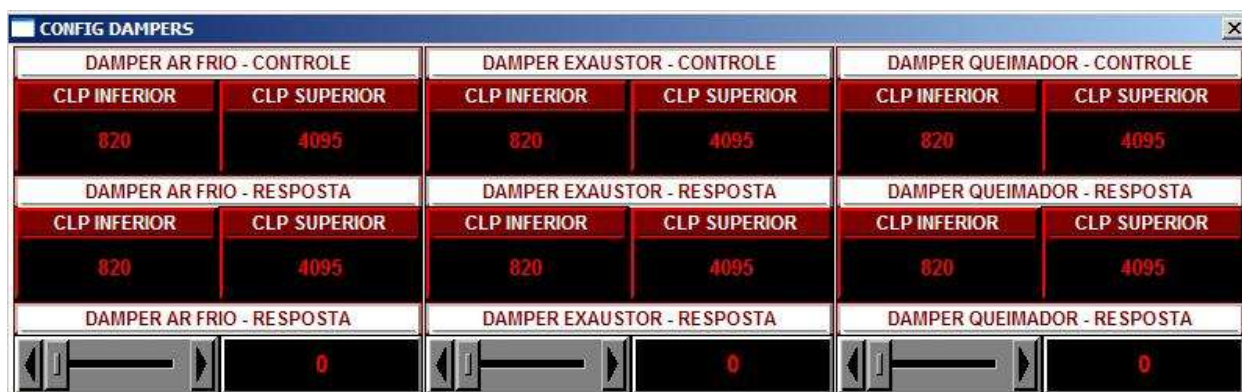 CONFIG DAMPERS
DAMPER AR FRIO - CONTROLE DAMPER EXAUSTOR - CONTROLE DAMPER QUEIMADOR - CONTROLE
CLP INFERIOR CLP SUPERIOR CLP INFERIOR CLP SUPERIOR CLP INFERIOR CLP SUPERIOR
820 4095 820 4095 820 4095
DAMPER AR FRIO - RESPOSTA DAMPER EXAUSTOR - RESPOSTA DAMPER QUEIMADOR - RESPOSTA
CLP INFERIOR CLP SUPERIOR CLP INFERIOR CLP SUPERIOR CLP INFERIOR CLP SUPERIOR
820 4095 820 4095 820 4095
DAMPER AR FRIO - RESPOSTA DAMPER EXAUSTOR - RESPOSTA DAMPER QUEIMADOR - RESPOSTA
0 0 0